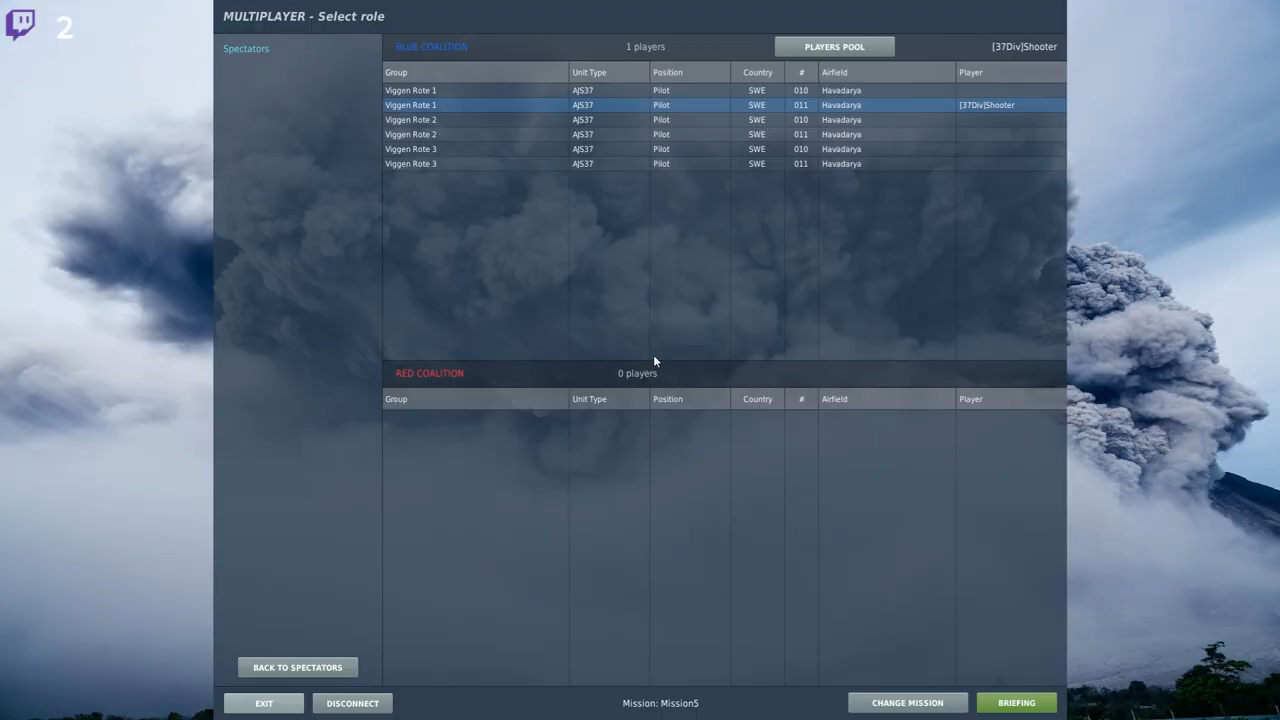 2
MULTIPLAYER - Select role
Spectators
BLUE COALITION 1 players PLAYERS POOL [37Div]Shooter
Group Unit Type Position Country # Airfield Player
Viggen Rote 1 AJS37 Pilot SWE 010 Havadarya
Viggen Rote 1 AJS37 Pilot SWE 011 Havadarya [37Div]Shooter
Viggen Rote 2 AJS37 Pilot SWE 010 Havadarya
Viggen Rote 2 AJS37 Pilot SWE 011 Havadarya
Viggen Rote 3 AJS37 Pilot SWE 010 Havadarya
Viggen Rote 3 AJS37 Pilot SWE 011 Havadarya
RED COALITION 0 players
Group Unit Type Position Country # Airfield Player
BACK TO SPECTATORS
EXIT DISCONNECT Mission: Mission5 CHANGE MISSION BRIEFING